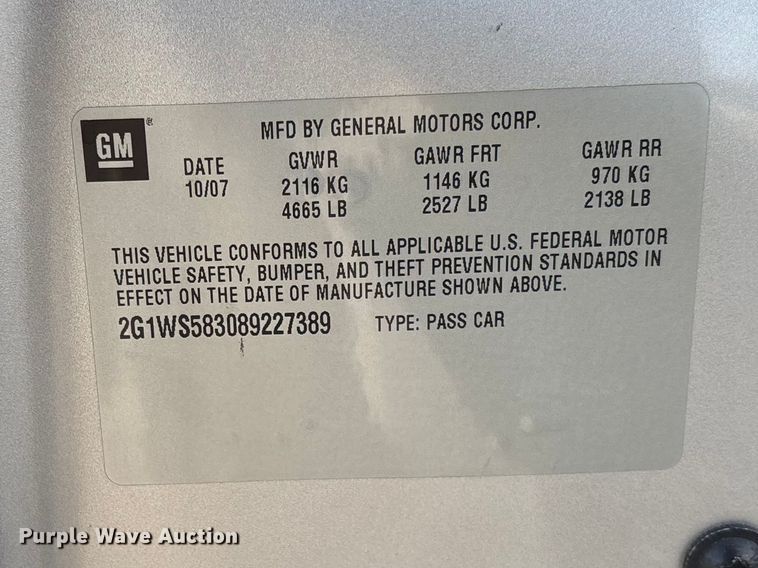 GM
MFD BY GENERAL MOTORS CORP.
DATE GVWR GAWR FRT GAWR RR
10/07 2116 KG 1146 KG 970 KG
4665 LB 2527 LB 2138 LB
THIS VEHICLE CONFORMS TO ALL APPLICABLE U.S. FEDERAL MOTOR
VEHICLE SAFETY, BUMPER, AND THEFT PREVENTION STANDARDS IN
EFFECT ON THE DATE OF MANUFACTURE SHOWN ABOVE.
2G1WS583089227389 TYPE: PASS CAR
Purple Wave Auction